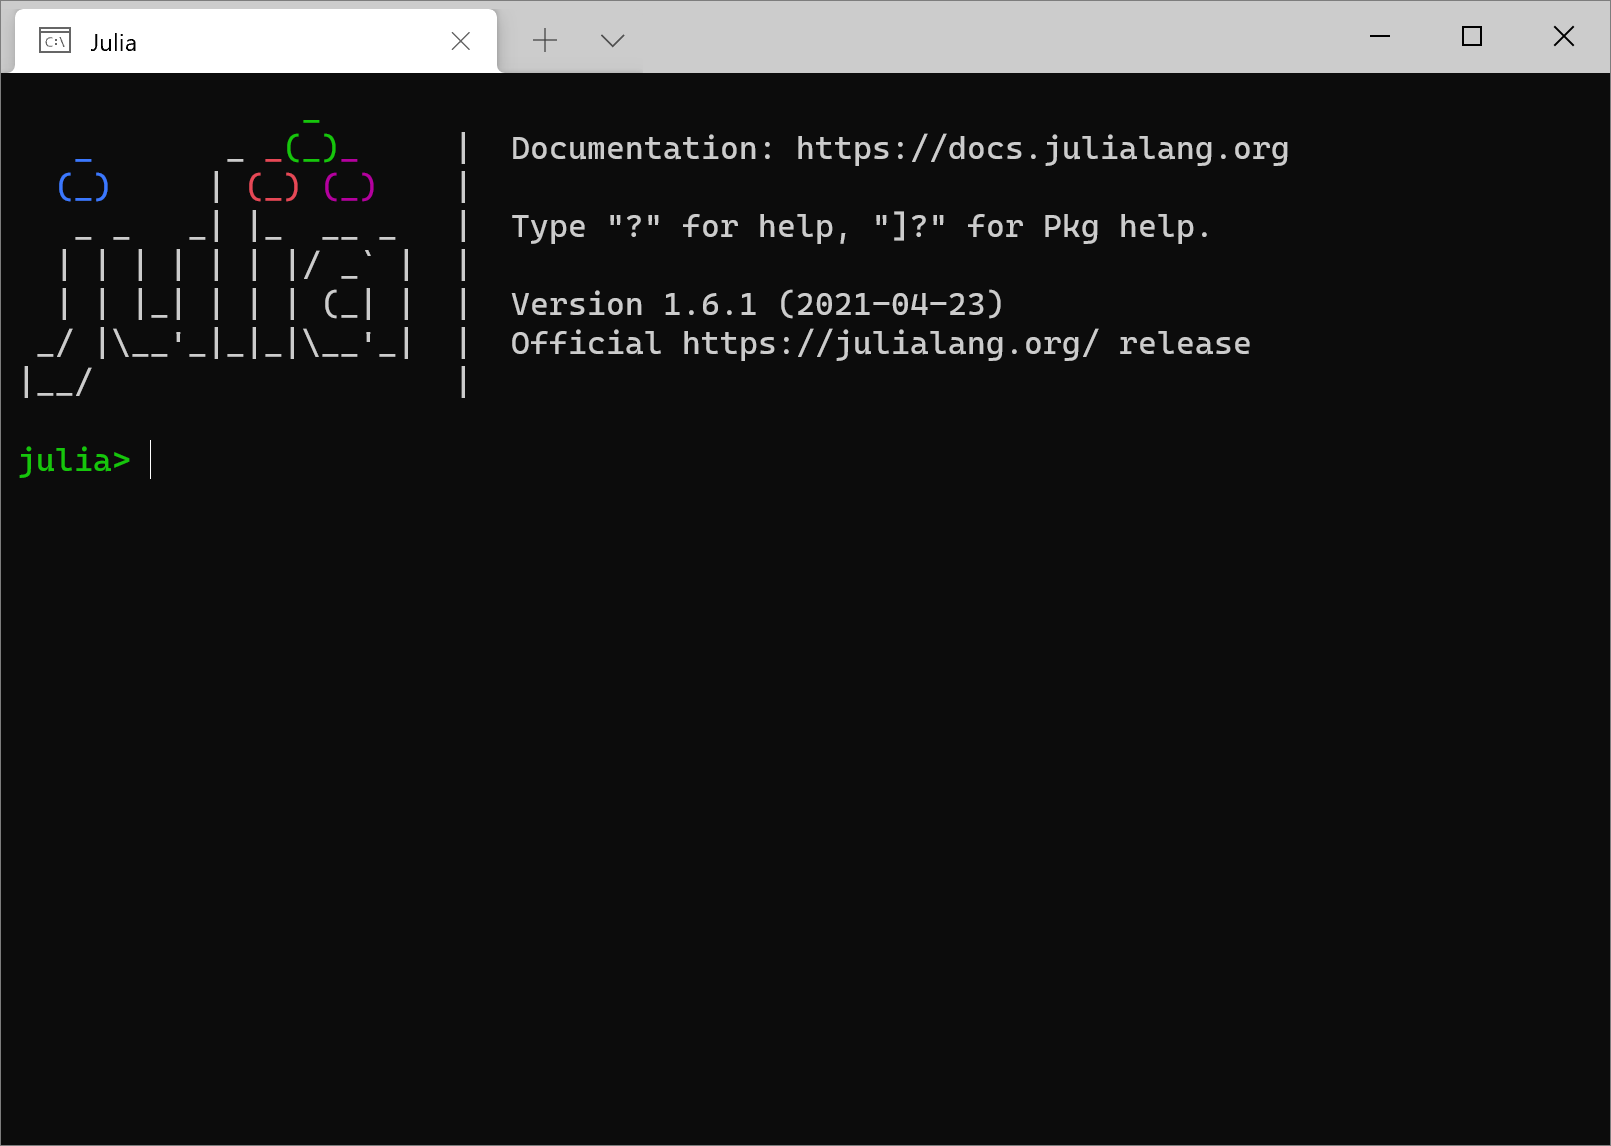 Julia
               _
   _       _ _(_)_     |  Documentation: https://docs.julialang.org
  (_)     | (_) (_)    |
   _ _   _| |_  __ _   |  Type "?" for help, "]?" for Pkg help.
  | | | | | | |/ _` |  |
  | | |_| | | | (_| |  |  Version 1.6.1 (2021-04-23)
 _/ |\__'_|_|_|\__'_|  |  Official https://julialang.org/ release
|__/                   |
julia>